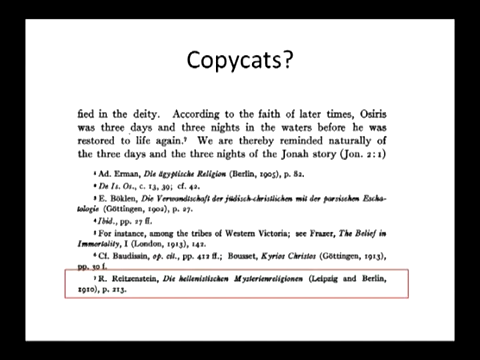 Copycats?
fied in the deity. According to the faith of later times, Osiris
was three days and three nights in the waters before he was
restored to life again.⁷ We are thereby reminded naturally of
the three days and the three nights of the Jonah story (Jon. 2:1)
¹ Ad. Erman, Die ägyptische Religion (Berlin, 1905), p. 82.
² De Is. Os., c. 13, 39; cf. 42.
³ E. Böklen, Die Verwandtschaft der jüdisch-christlichen mit der parsischen Escha-
tologie (Göttingen, 1902), p. 27.
⁴ Ibid., pp. 27 ff.
⁵ For instance, among the tribes of Western Victoria; see Frazer, The Belief in
Immortality, I (London, 1913), 142.
⁶ Cf. Baudissin, op. cit., pp. 412 ff.; Bousset, Kyrios Christos (Göttingen, 1913),
pp. 30 f.
⁷ R. Reitzenstein, Die hellenistischen Mysterienreligionen (Leipzig and Berlin,
1910), p. 213.